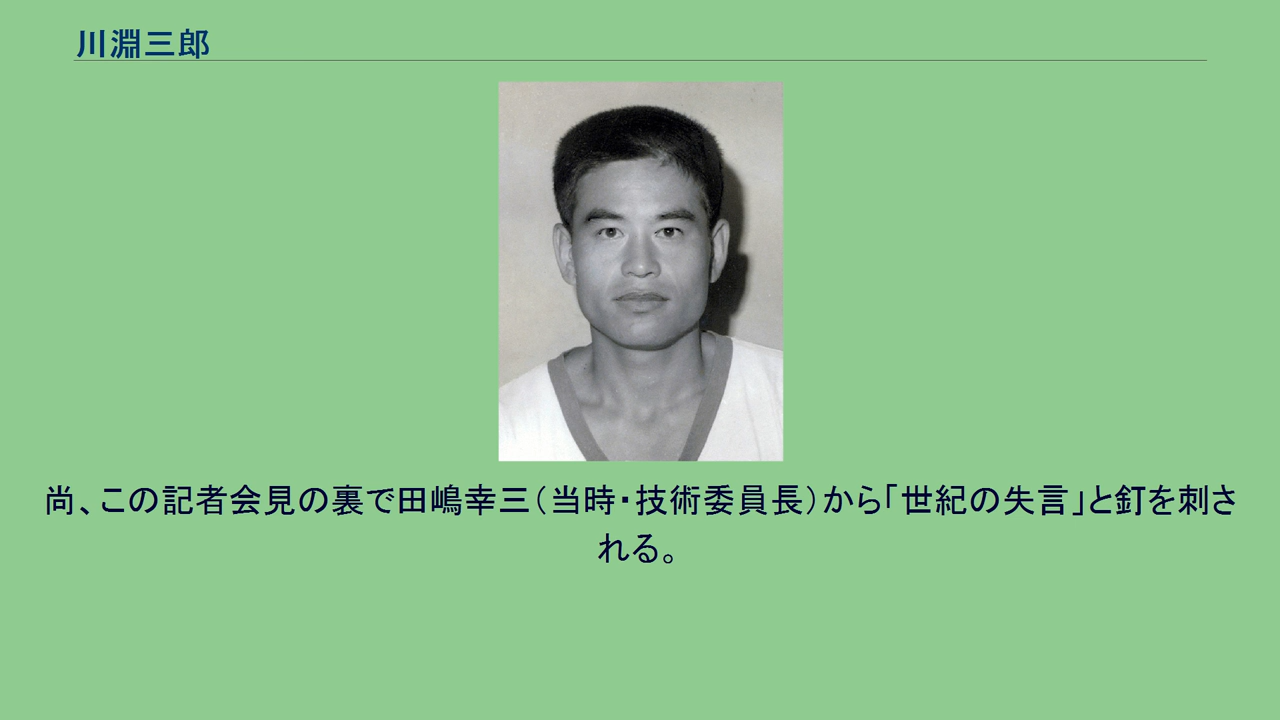 川淵三郎
尚、この記者会見の裏で田嶋幸三（当時・技術委員長）から「世紀の失言」と釘を刺さ
れる。